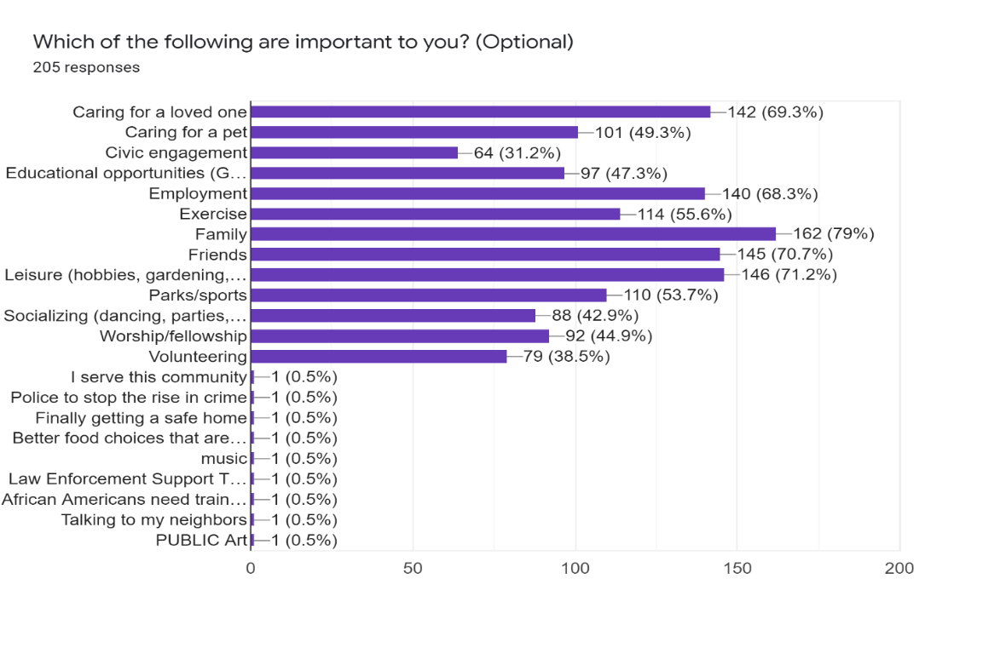 Which of the following are important to you? (Optional)
205 responses
Caring for a loved one 142 (69.3%)
Caring for a pet 101 (49.3%)
Civic engagement 64 (31.2%)
Educational opportunities (G… 97 (47.3%)
Employment 140 (68.3%)
Exercise 114 (55.6%)
Family 162 (79%)
Friends 145 (70.7%)
Leisure (hobbies, gardening,… 146 (71.2%)
Parks/sports 110 (53.7%)
Socializing (dancing, parties,… 88 (42.9%)
Worship/fellowship 92 (44.9%)
Volunteering 79 (38.5%)
I serve this community 1 (0.5%)
Police to stop the rise in crime 1 (0.5%)
Finally getting a safe home 1 (0.5%)
Better food choices that are… 1 (0.5%)
music 1 (0.5%)
Law Enforcement Support T… 1 (0.5%)
African Americans need train… 1 (0.5%)
Talking to my neighbors 1 (0.5%)
PUBLIC Art 1 (0.5%)
0 50 100 150 200